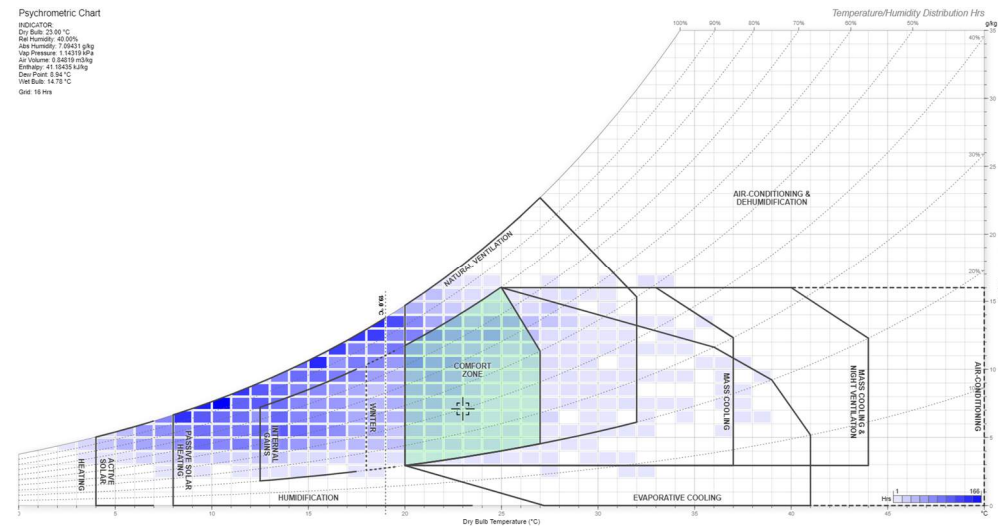 Psychrometric Chart
Temperature/Humidity Distribution Hrs
INDICATOR:
Dry Bulb: 23.00 °C
Rel Humidity: 40.00%
Abs Humidity: 7.09431 g/kg
Vap Pressure: 1.14319 kPa
Air Volume: 0.84819 m3/kg
Enthalpy: 41.18435 kJ/kg
Dew Point: 8.94 °C
Wet Bulb: 14.78 °C
Grid: 16 Hrs
100%
90%
80%
70%
60%
50%
g/kg
35
40%
30
30%
25
20
20%
15
10
5
0
AIR-CONDITIONING &
DEHUMIDIFICATION
NATURAL VENTILATION
19.0 °C
COMFORT
ZONE
WINTER
INTERNAL
GAINS
PASSIVE SOLAR
HEATING
ACTIVE
SOLAR
HEATING
MASS COOLING
MASS COOLING &
NIGHT VENTILATION
AIR-CONDITIONING
HUMIDIFICATION
EVAPORATIVE COOLING
Hrs
1
166
5
10
15
20
25
30
35
40
45
°C
Dry Bulb Temperature (°C)